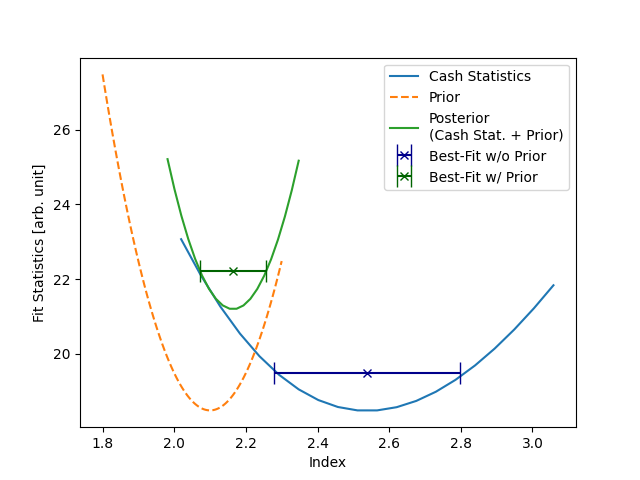 Cash Statistics
Prior
Posterior
(Cash Stat. + Prior)
Best-Fit w/o Prior
Best-Fit w/ Prior
Fit Statistics [arb. unit]
26
24
22
20
1.8 2.0 2.2 2.4 2.6 2.8 3.0
Index